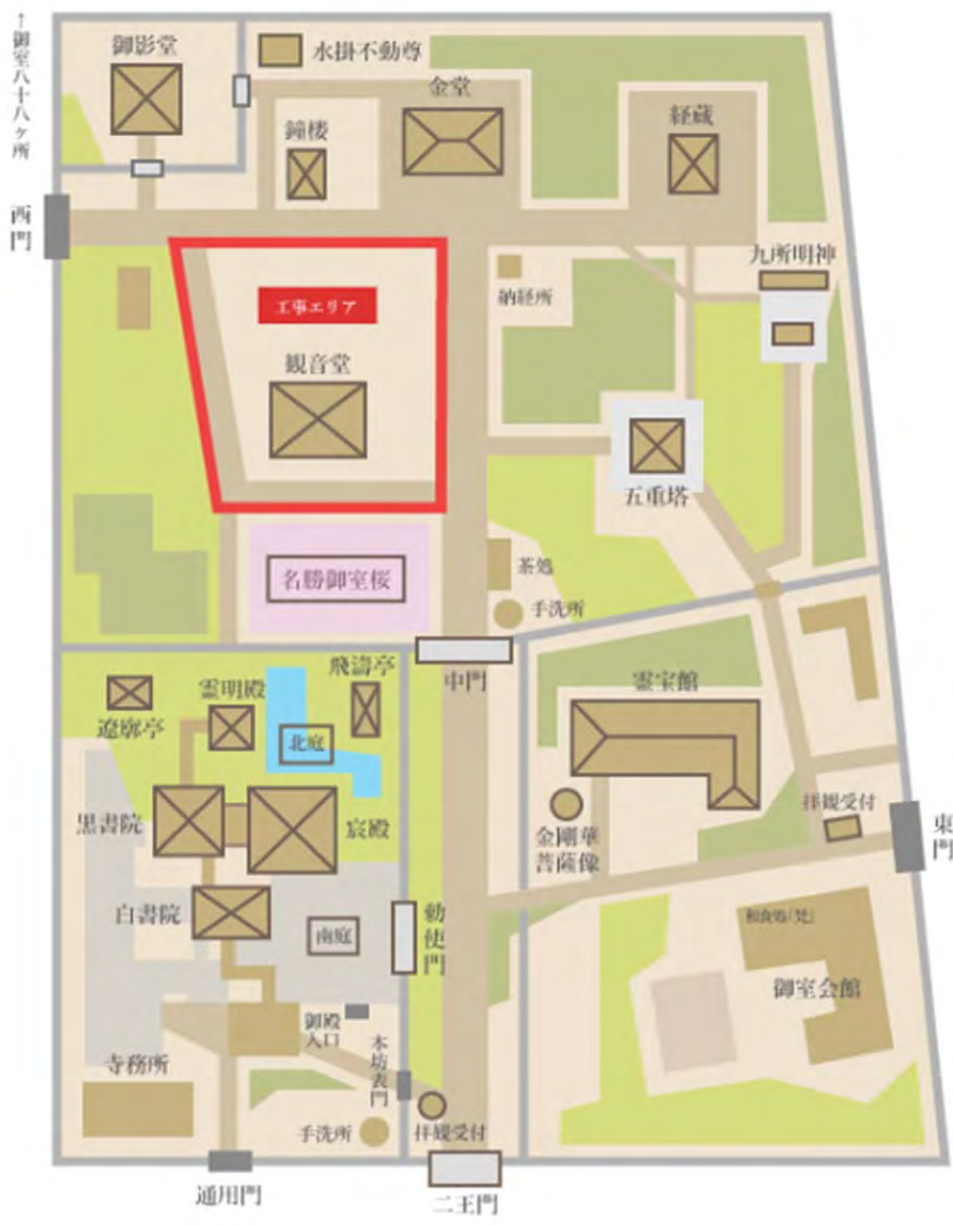 ↑御室八十八ヶ所
御影堂
水掛不動尊
金堂
鐘楼
経蔵
西門
九所明神
工事エリア
納経所
観音堂
五重塔
茶処
名勝御室桜
手洗所
中門
飛濤亭
霊明殿
遼廓亭
北庭
霊宝館
黒書院
宸殿
拝観受付
東門
金剛華
菩薩像
白書院
勅使門
南庭
和食処「梵」
御室会館
御殿
入口
本坊表門
寺務所
手洗所
拝観受付
通用門
二王門